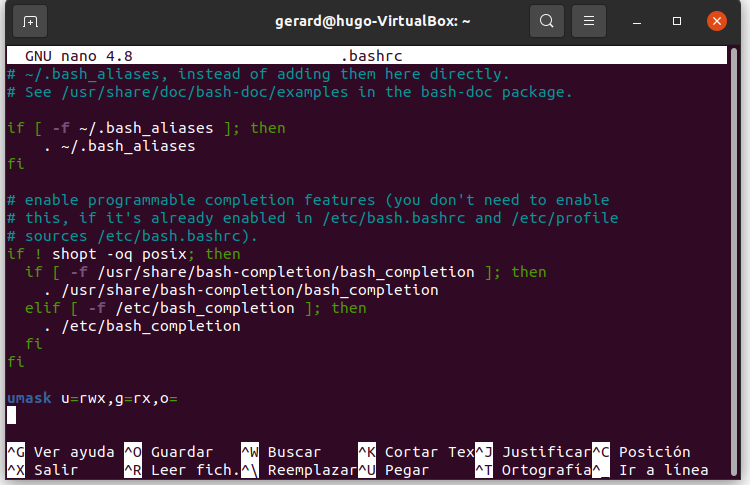 gerard@hugo-VirtualBox: ~
GNU nano 4.8 .bashrc
# ~/.bash_aliases, instead of adding them here directly.
# See /usr/share/doc/bash-doc/examples in the bash-doc package.
if [ -f ~/.bash_aliases ]; then
    . ~/.bash_aliases
fi
# enable programmable completion features (you don't need to enable
# this, if it's already enabled in /etc/bash.bashrc and /etc/profile
# sources /etc/bash.bashrc).
if ! shopt -oq posix; then
  if [ -f /usr/share/bash-completion/bash_completion ]; then
    . /usr/share/bash-completion/bash_completion
  elif [ -f /etc/bash_completion ]; then
    . /etc/bash_completion
  fi
fi
umask u=rwx,g=rx,o=
^G Ver ayuda ^O Guardar ^W Buscar ^K Cortar Tex^J Justificar^C Posición
^X Salir ^R Leer fich.^\ Reemplazar^U Pegar ^T Ortografía^_ Ir a línea